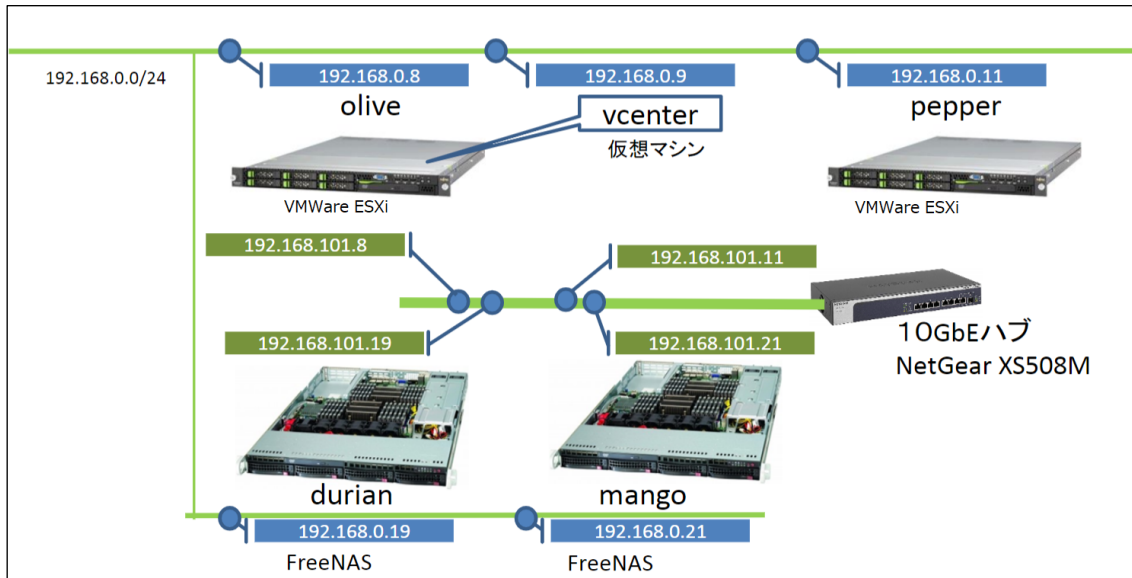 192.168.0.0/24
192.168.0.8
192.168.0.9
192.168.0.11
olive
vcenter
仮想マシン
pepper
VMWare ESXi
VMWare ESXi
192.168.101.8
192.168.101.11
192.168.101.19
192.168.101.21
10GbEハブ
NetGear XS508M
durian
mango
192.168.0.19
192.168.0.21
FreeNAS
FreeNAS